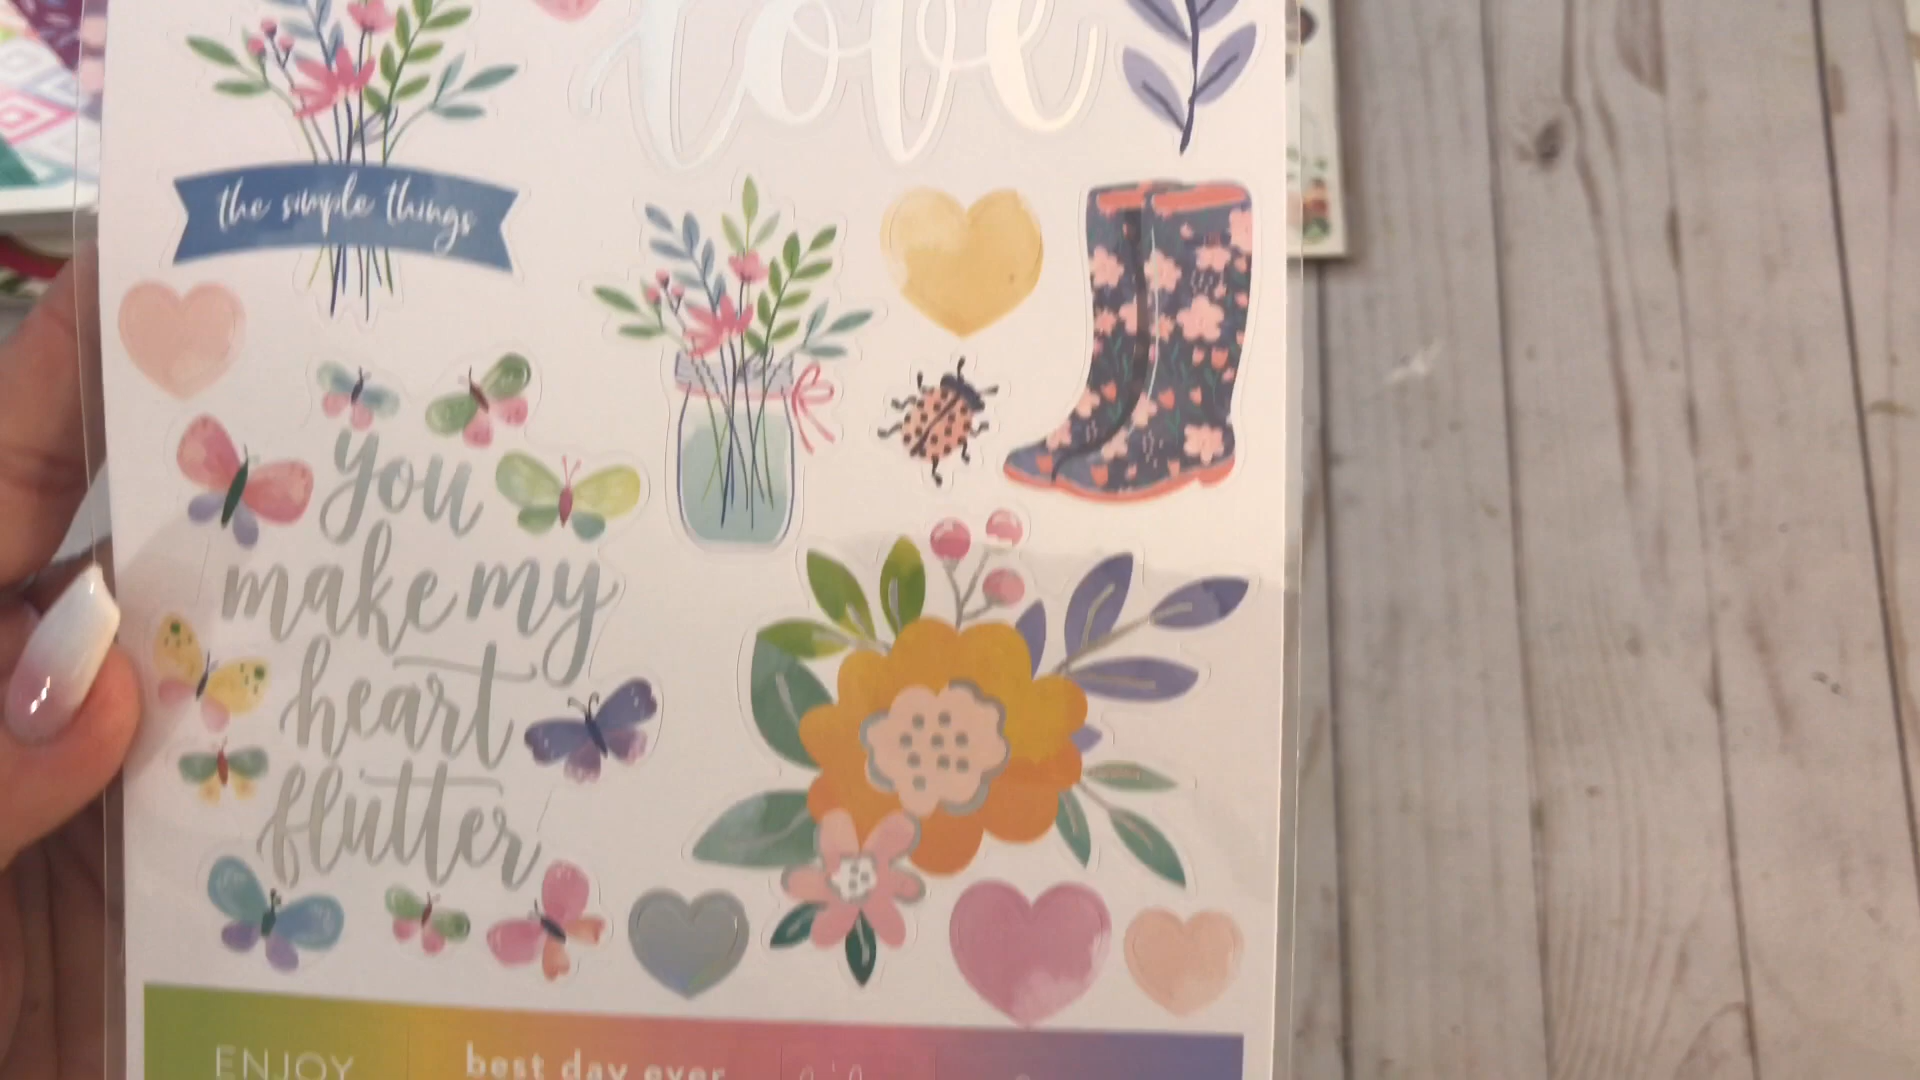 love
the simple things
you
make my
heart
flutter
ENJOY
best day ever